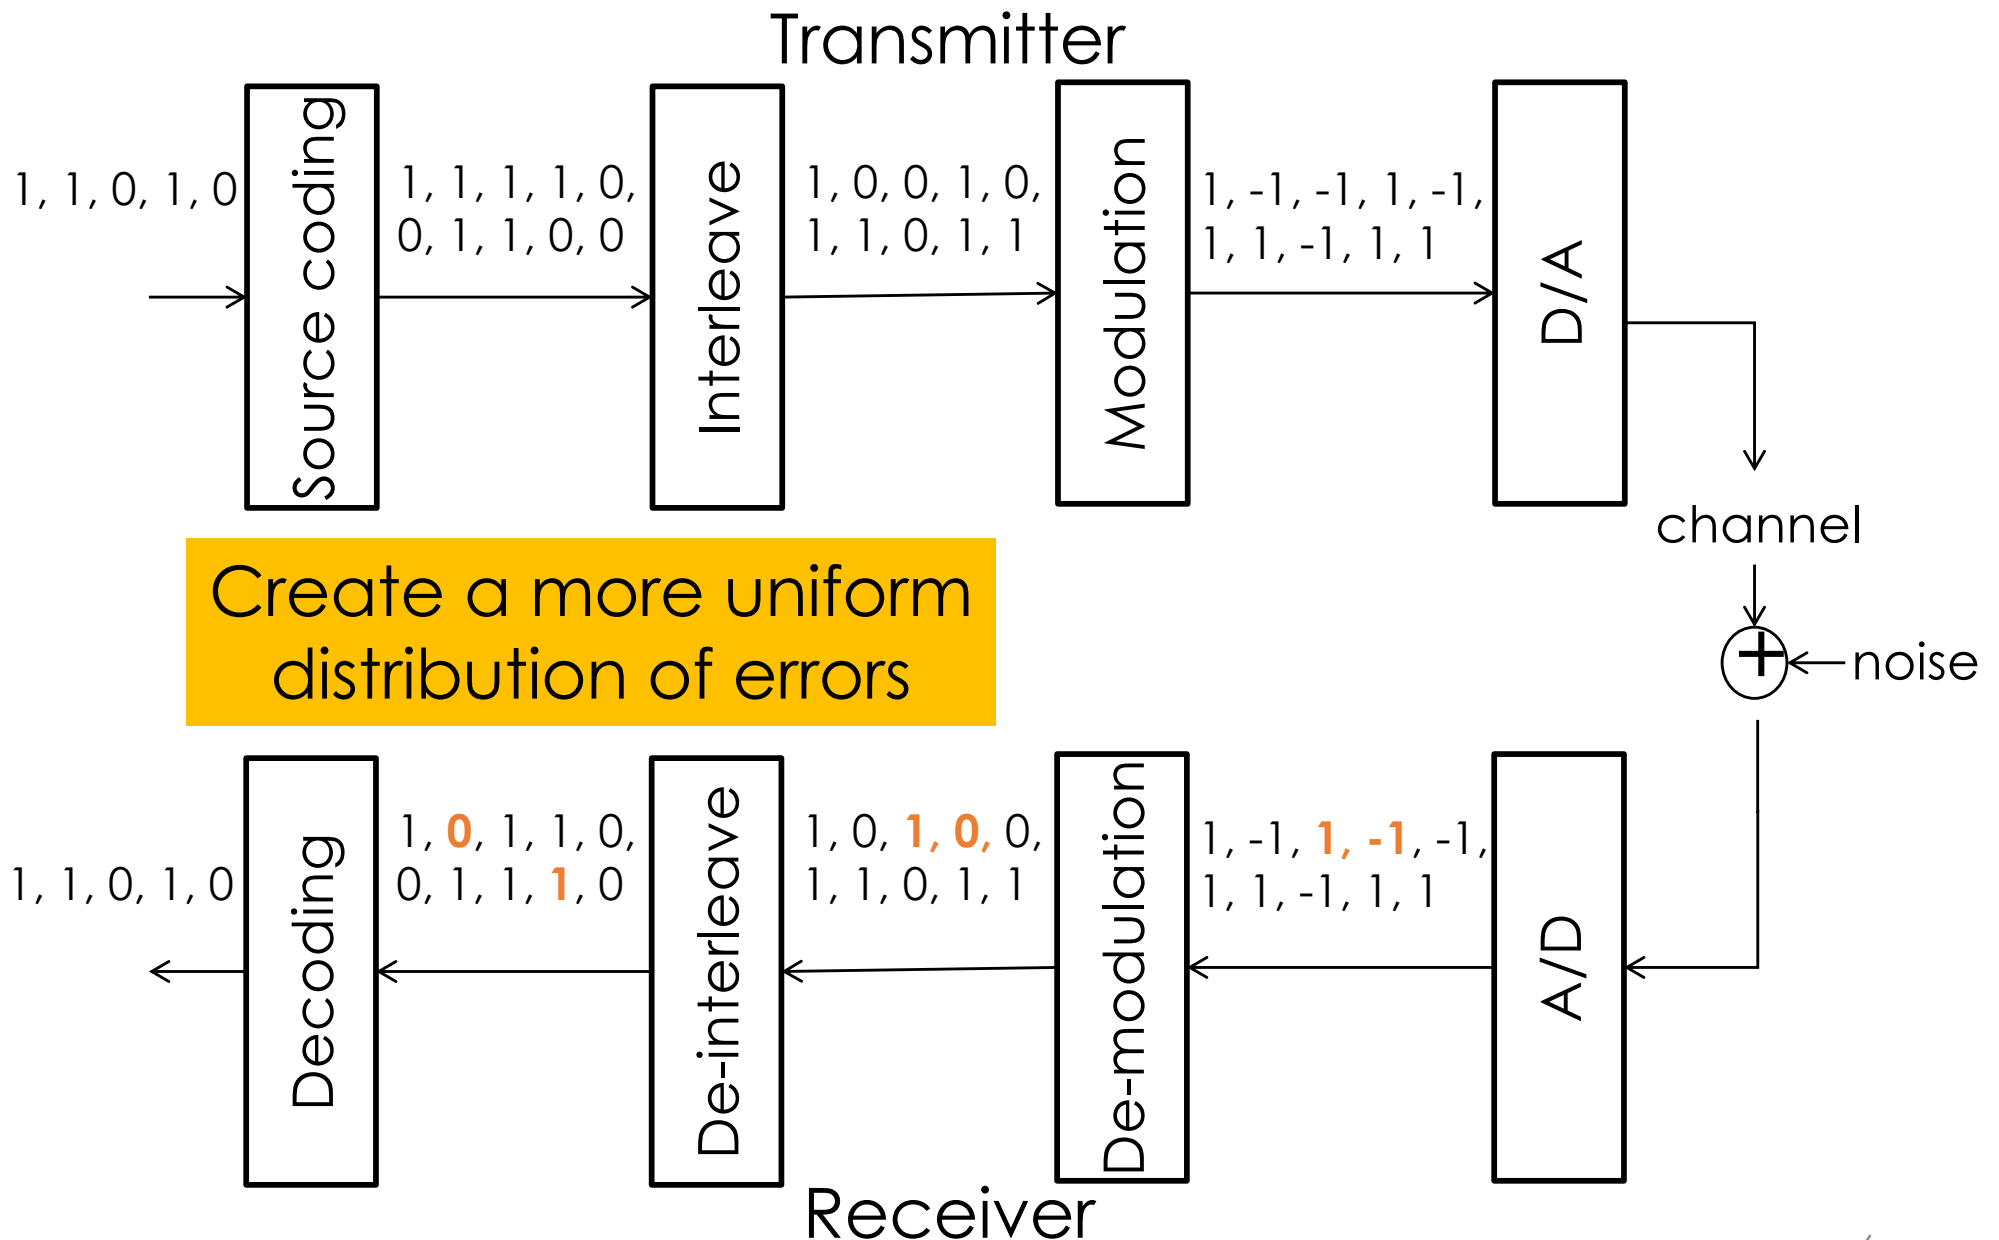 Transmitter
1, 1, 0, 1, 0
Source coding
1, 1, 1, 1, 0,
0, 1, 1, 0, 0
Interleave
1, 0, 0, 1, 0,
1, 1, 0, 1, 1
Modulation
1, -1, -1, 1, -1,
1, 1, -1, 1, 1
D/A
channel
+
noise
Create a more uniform
distribution of errors
1, 1, 0, 1, 0
Decoding
1, 0, 1, 1, 0,
0, 1, 1, 1, 0
De-interleave
1, 0, 1, 0, 0,
1, 1, 0, 1, 1
De-modulation
1, -1, 1, -1, -1,
1, 1, -1, 1, 1
A/D
Receiver